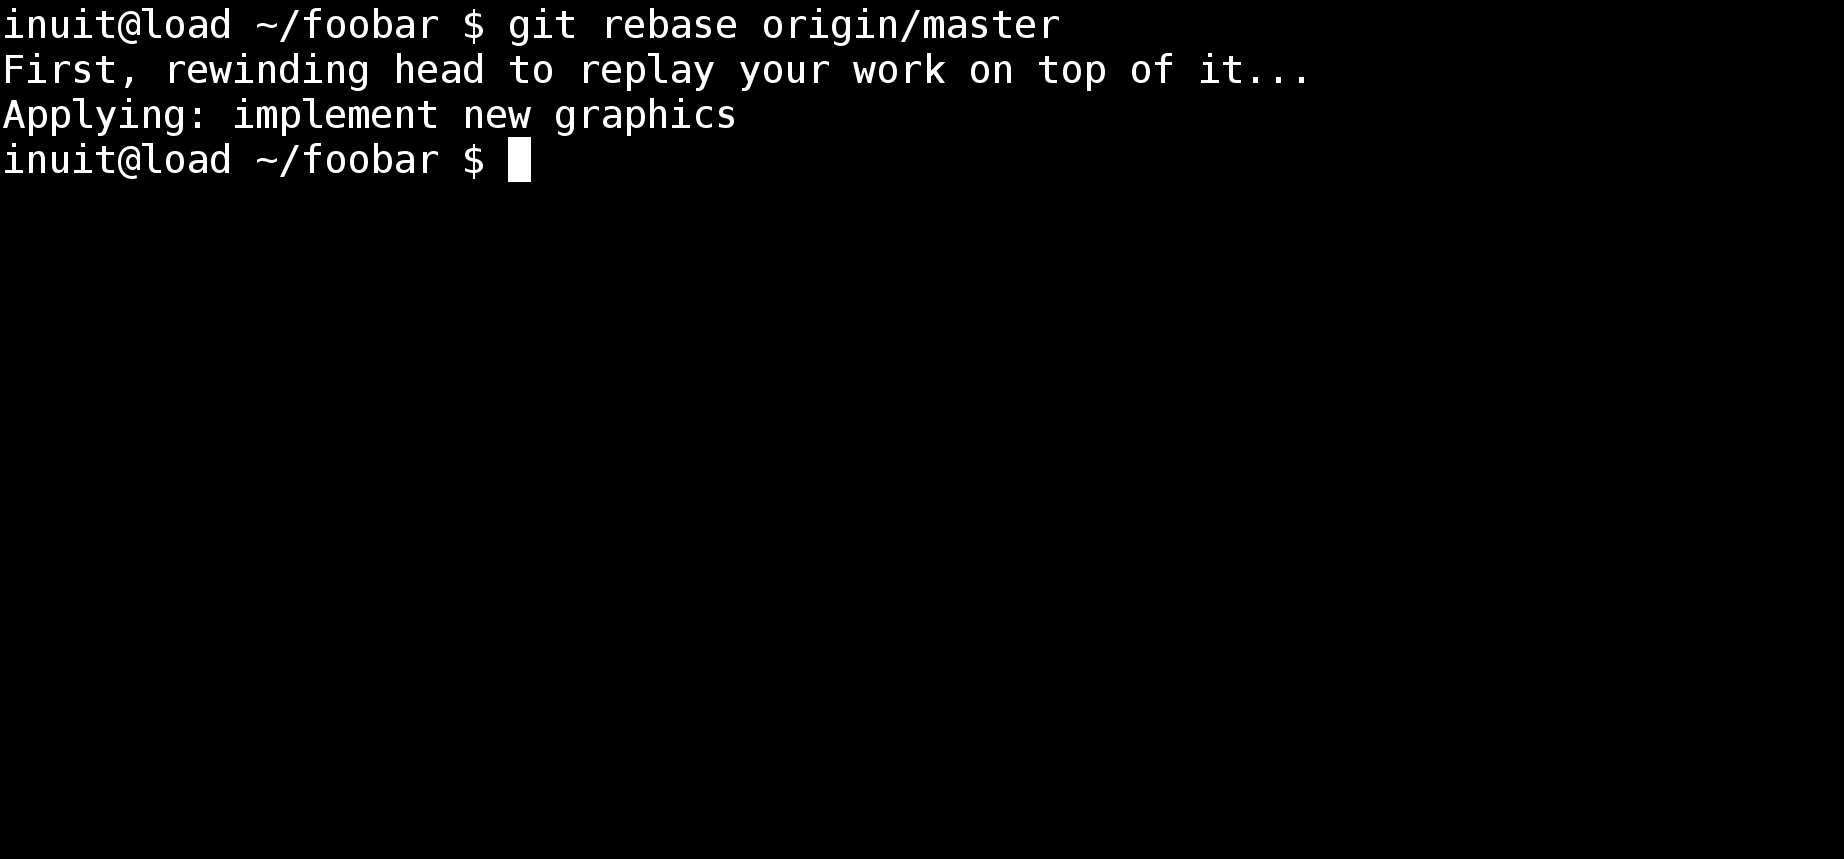 inuit@load ~/foobar $ git rebase origin/master
First, rewinding head to replay your work on top of it...
Applying: implement new graphics
inuit@load ~/foobar $